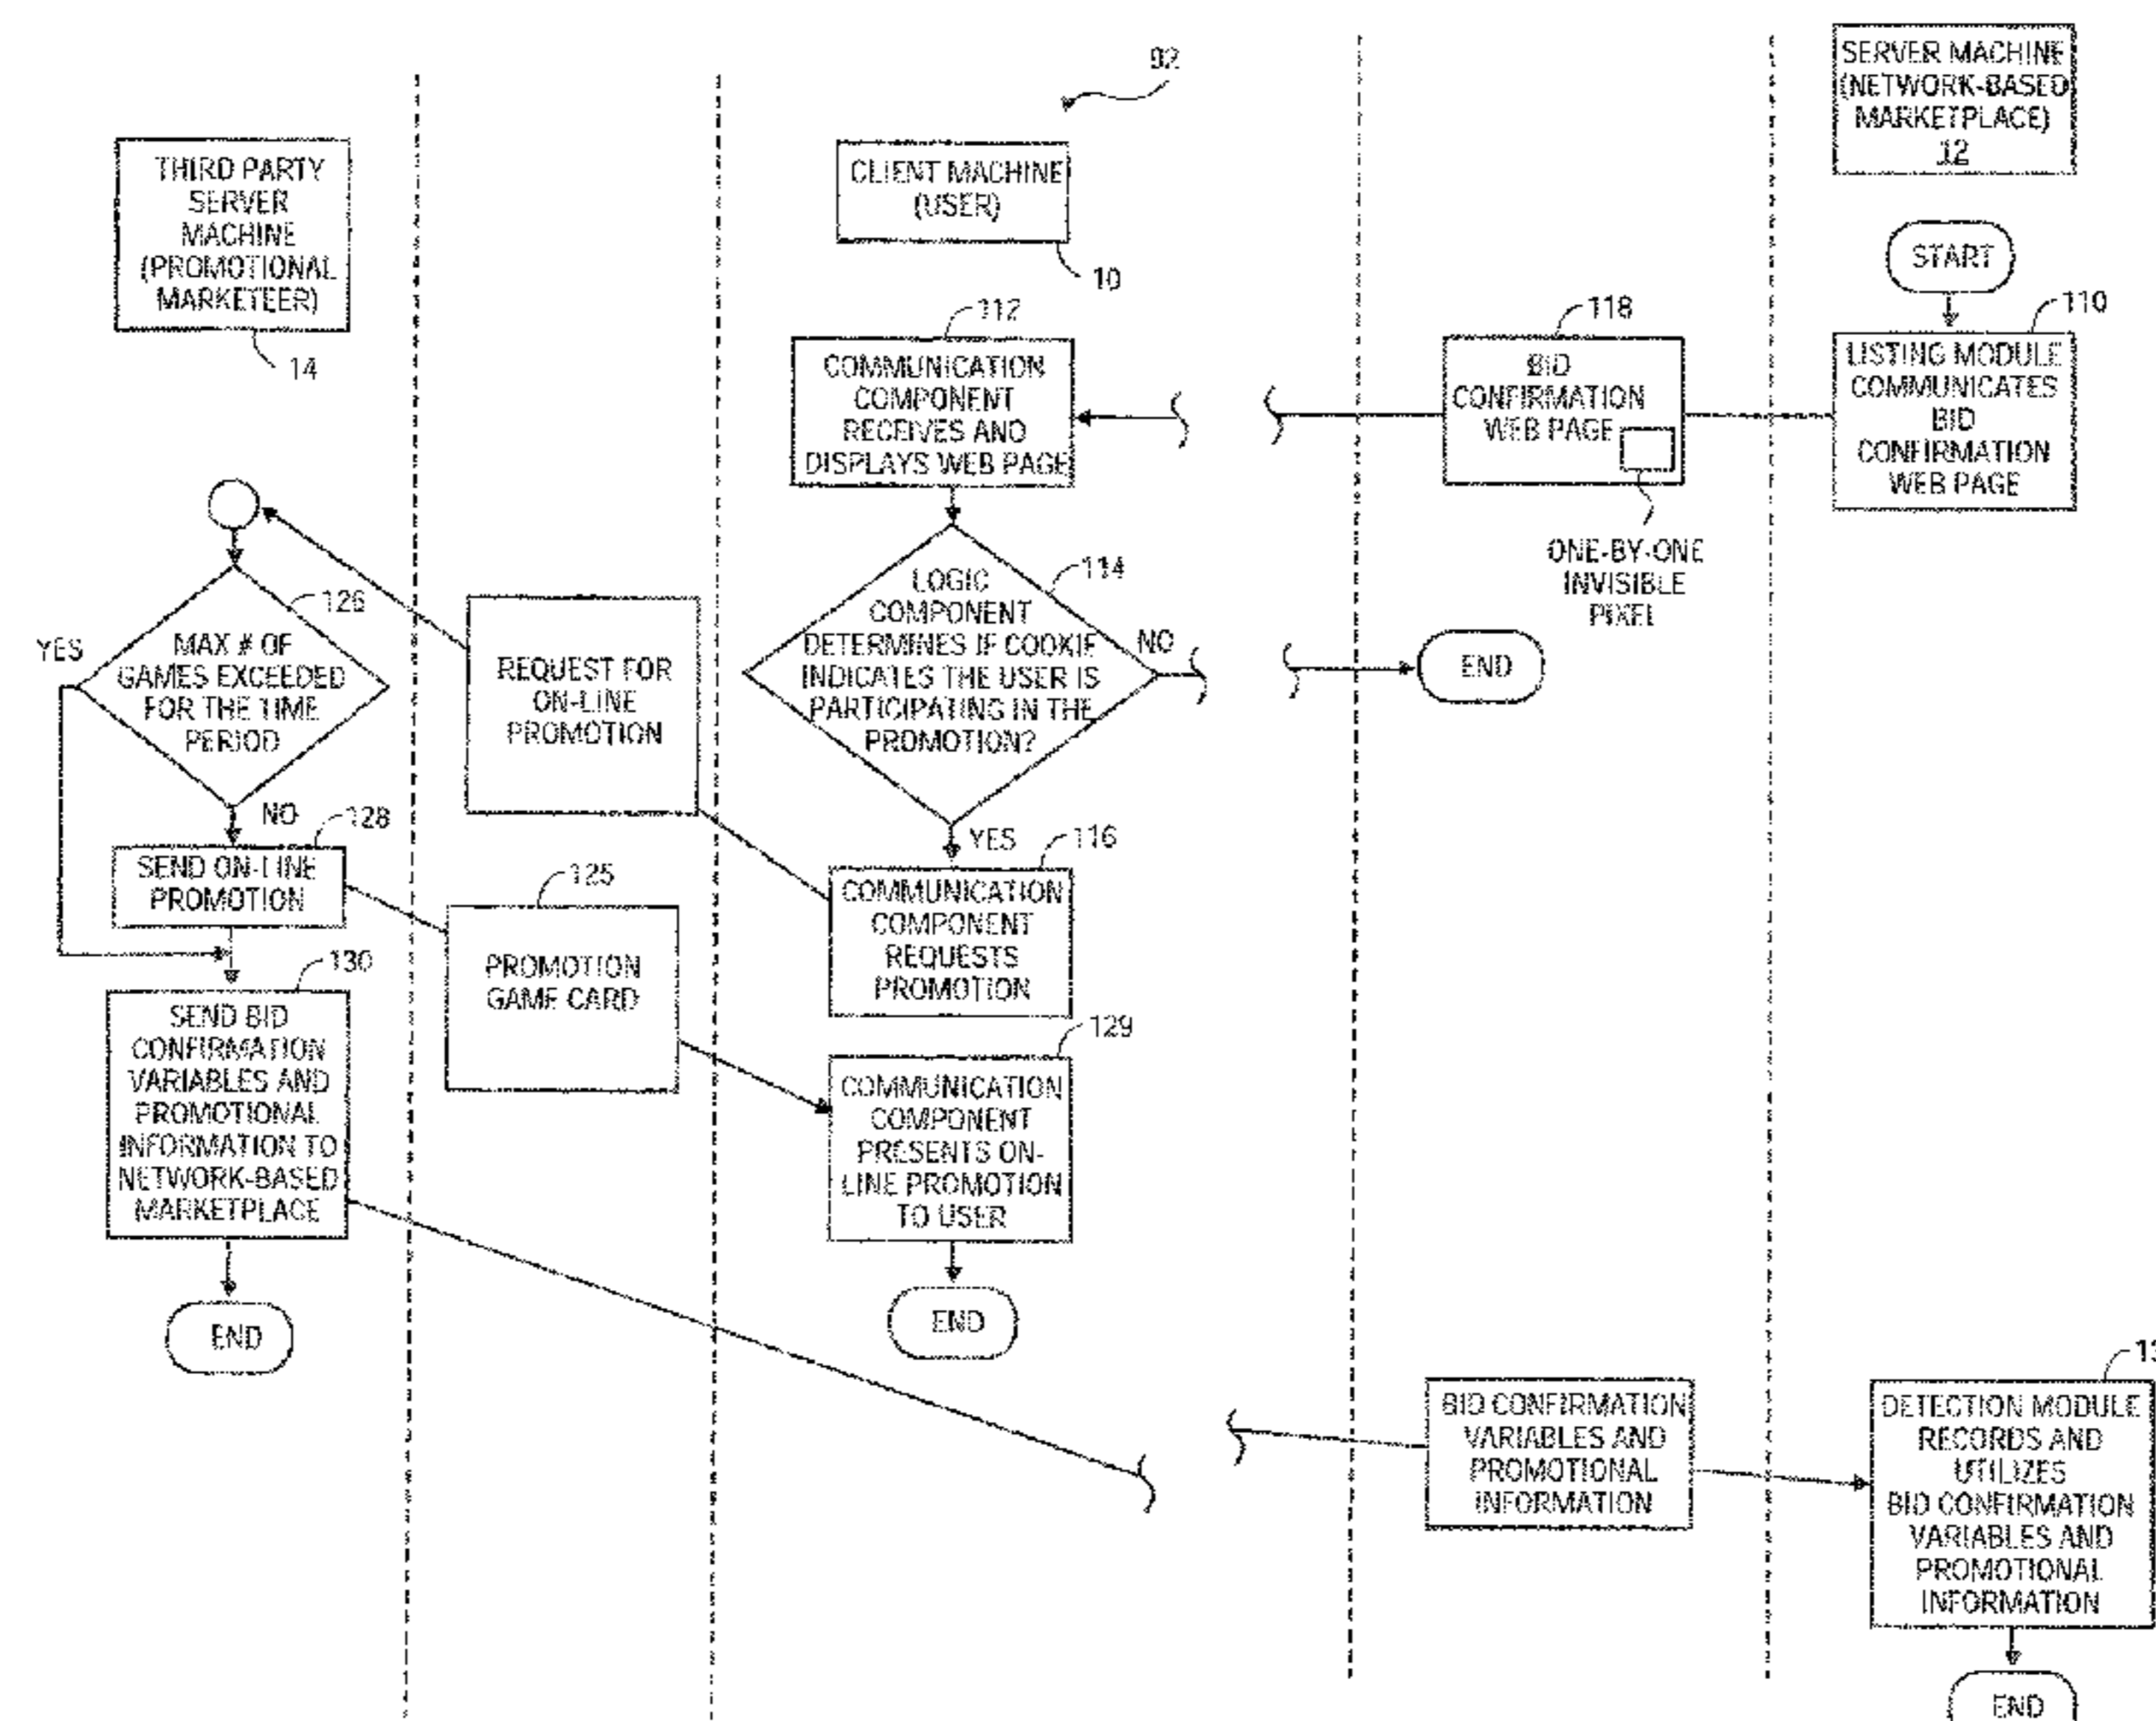 92
SERVER MACHINE
(NETWORK-BASED
MARKETPLACE)
12
THIRD PARTY
SERVER
MACHINE
(PROMOTIONAL
MARKETEER)
14
CLIENT MACHINE
(USER)
10
START
112
COMMUNICATION
COMPONENT
RECEIVES AND
DISPLAYS WEB PAGE
118
BID
CONFIRMATION
WEB PAGE
ONE-BY-ONE
INVISIBLE
PIXEL
110
LISTING MODULE
COMMUNICATES
BID
CONFIRMATION
WEB PAGE
126
YES
MAX # OF
GAMES EXCEEDED
FOR THE TIME
PERIOD
NO
REQUEST FOR
ON-LINE
PROMOTION
114
LOGIC
COMPONENT
DETERMINES IF COOKIE
INDICATES THE USER IS
PARTICIPATING IN THE
PROMOTION?
NO
END
YES
128
SEND ON-LINE
PROMOTION
125
PROMOTION
GAME CARD
116
COMMUNICATION
COMPONENT
REQUESTS
PROMOTION
130
SEND BID
CONFIRMATION
VARIABLES AND
PROMOTIONAL
INFORMATION TO
NETWORK-BASED
MARKETPLACE
END
129
COMMUNICATION
COMPONENT
PRESENTS ON-
LINE PROMOTION
TO USER
END
BID CONFIRMATION
VARIABLES AND
PROMOTIONAL
INFORMATION
DETECTION MODULE
RECORDS AND
UTILIZES
BID CONFIRMATION
VARIABLES AND
PROMOTIONAL
INFORMATION
END